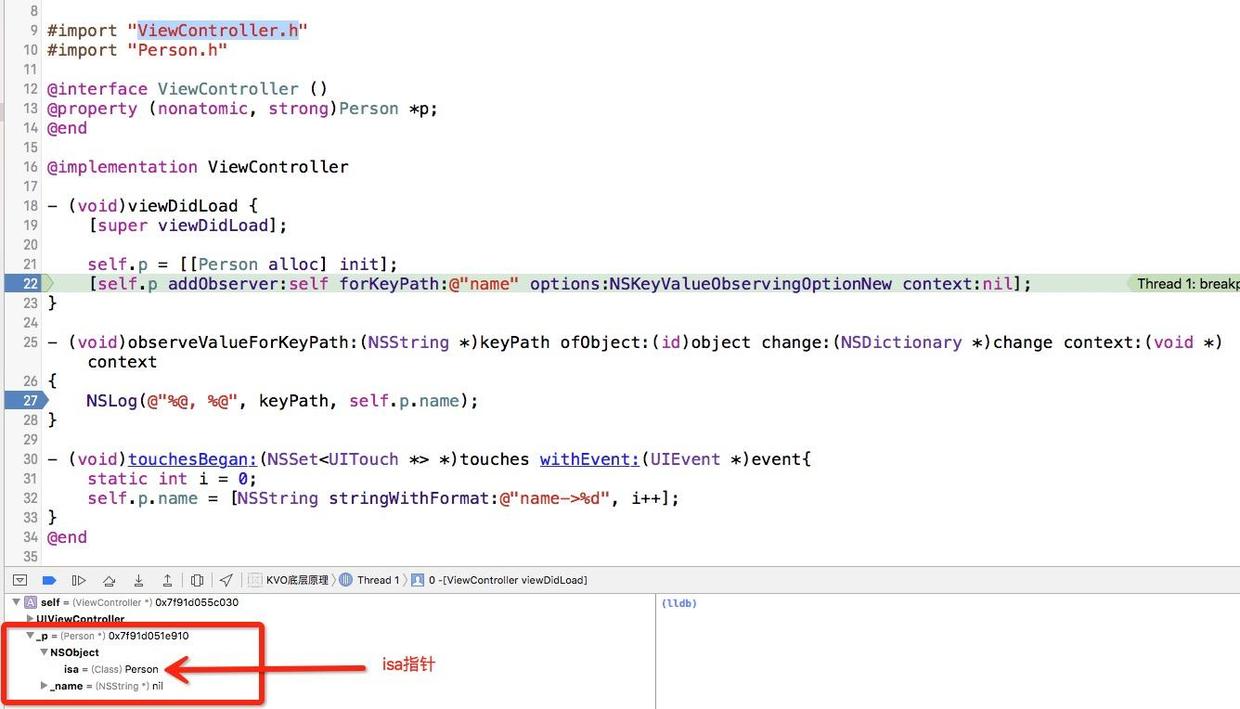 8
9 #import "ViewController.h"
10 #import "Person.h"
11
12 @interface ViewController ()
13 @property (nonatomic, strong)Person *p;
14 @end
15
16 @implementation ViewController
17
18 - (void)viewDidLoad {
19     [super viewDidLoad];
20
21     self.p = [[Person alloc] init];
22     [self.p addObserver:self forKeyPath:@"name" options:NSKeyValueObservingOptionNew context:nil]; Thread 1: breakp
23 }
24
25 - (void)observeValueForKeyPath:(NSString *)keyPath ofObject:(id)object change:(NSDictionary *)change context:(void *)
context
26 {
27     NSLog(@"%@, %@", keyPath, self.p.name);
28 }
29
30 - (void)touchesBegan:(NSSet<UITouch *> *)touches withEvent:(UIEvent *)event{
31     static int i = 0;
32     self.p.name = [NSString stringWithFormat:@"name->%d", i++];
33 }
34 @end
35
KVO底层原理 Thread 1 0 -[ViewController viewDidLoad]
A self = (ViewController *) 0x7f91d055c030 (lldb)
UIViewController
_p = (Person *) 0x7f91d051e910
NSObject
isa = (Class) Person isa指针
_name = (NSString *) nil